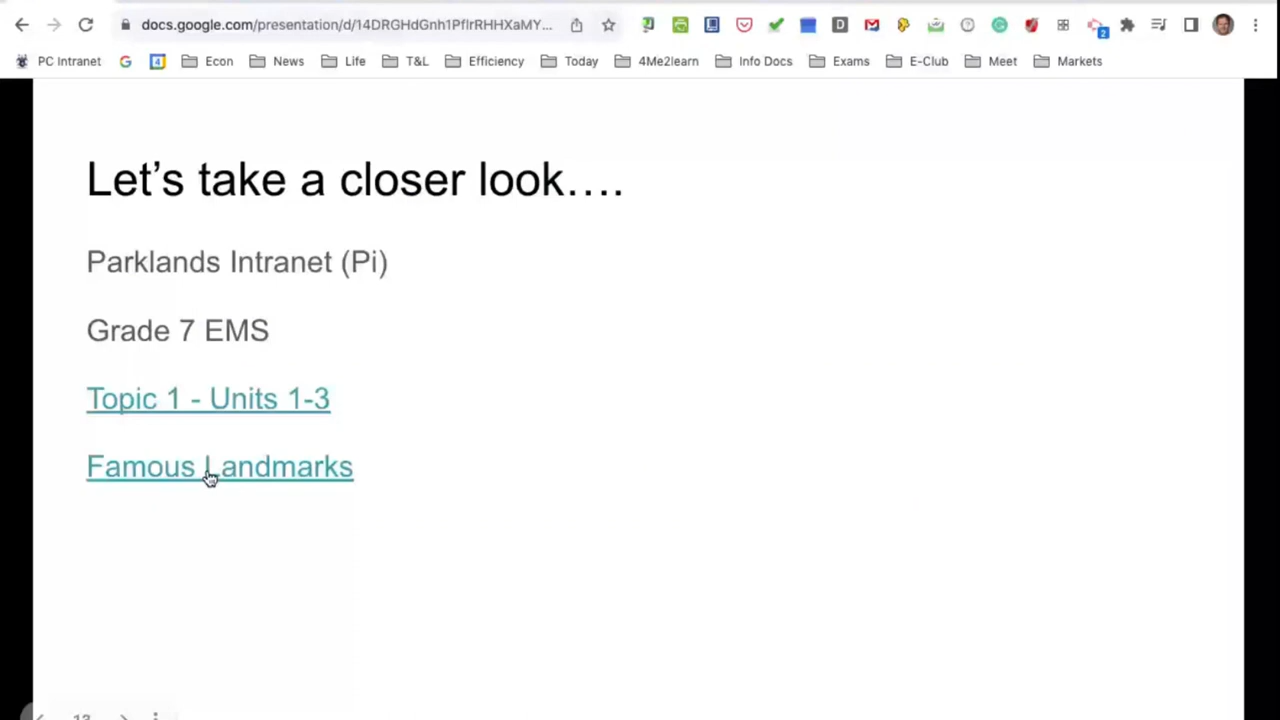 docs.google.com/presentation/d/14DRGHdGnh1PflrRHHXaMY...
2
PC Intranet
Econ
News
Life
T&L
Efficiency
Today
4Me2learn
Info Docs
Exams
E-Club
Meet
Markets
Let's take a closer look....
Parklands Intranet (Pi)
Grade 7 EMS
Topic 1 - Units 1-3
Famous Landmarks